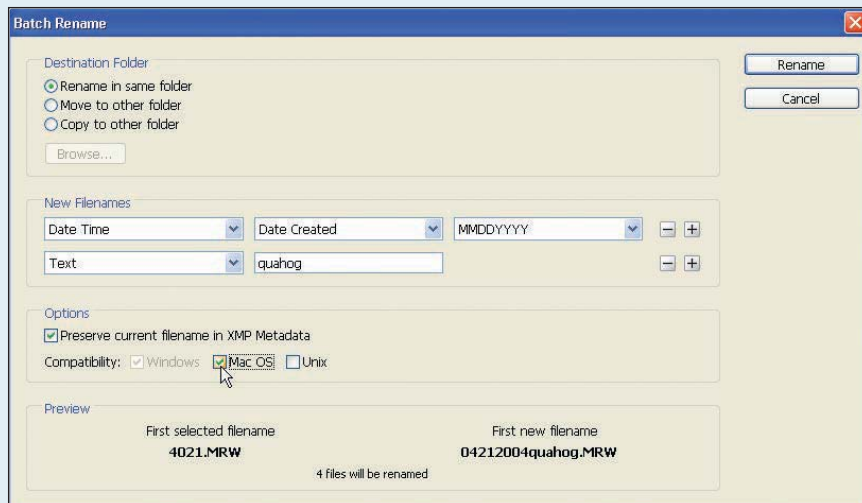 Batch Rename
Destination Folder
Rename in same folder
Move to other folder
Copy to other folder
Browse...
Rename
Cancel
New Filenames
Date Time Date Created MMDDYYYY
Text quahog
Options
Preserve current filename in XMP Metadata
Compatibility: Windows Mac OS Unix
Preview
First selected filename First new filename
4021.MRW 04212004quahog.MRW
4 files will be renamed